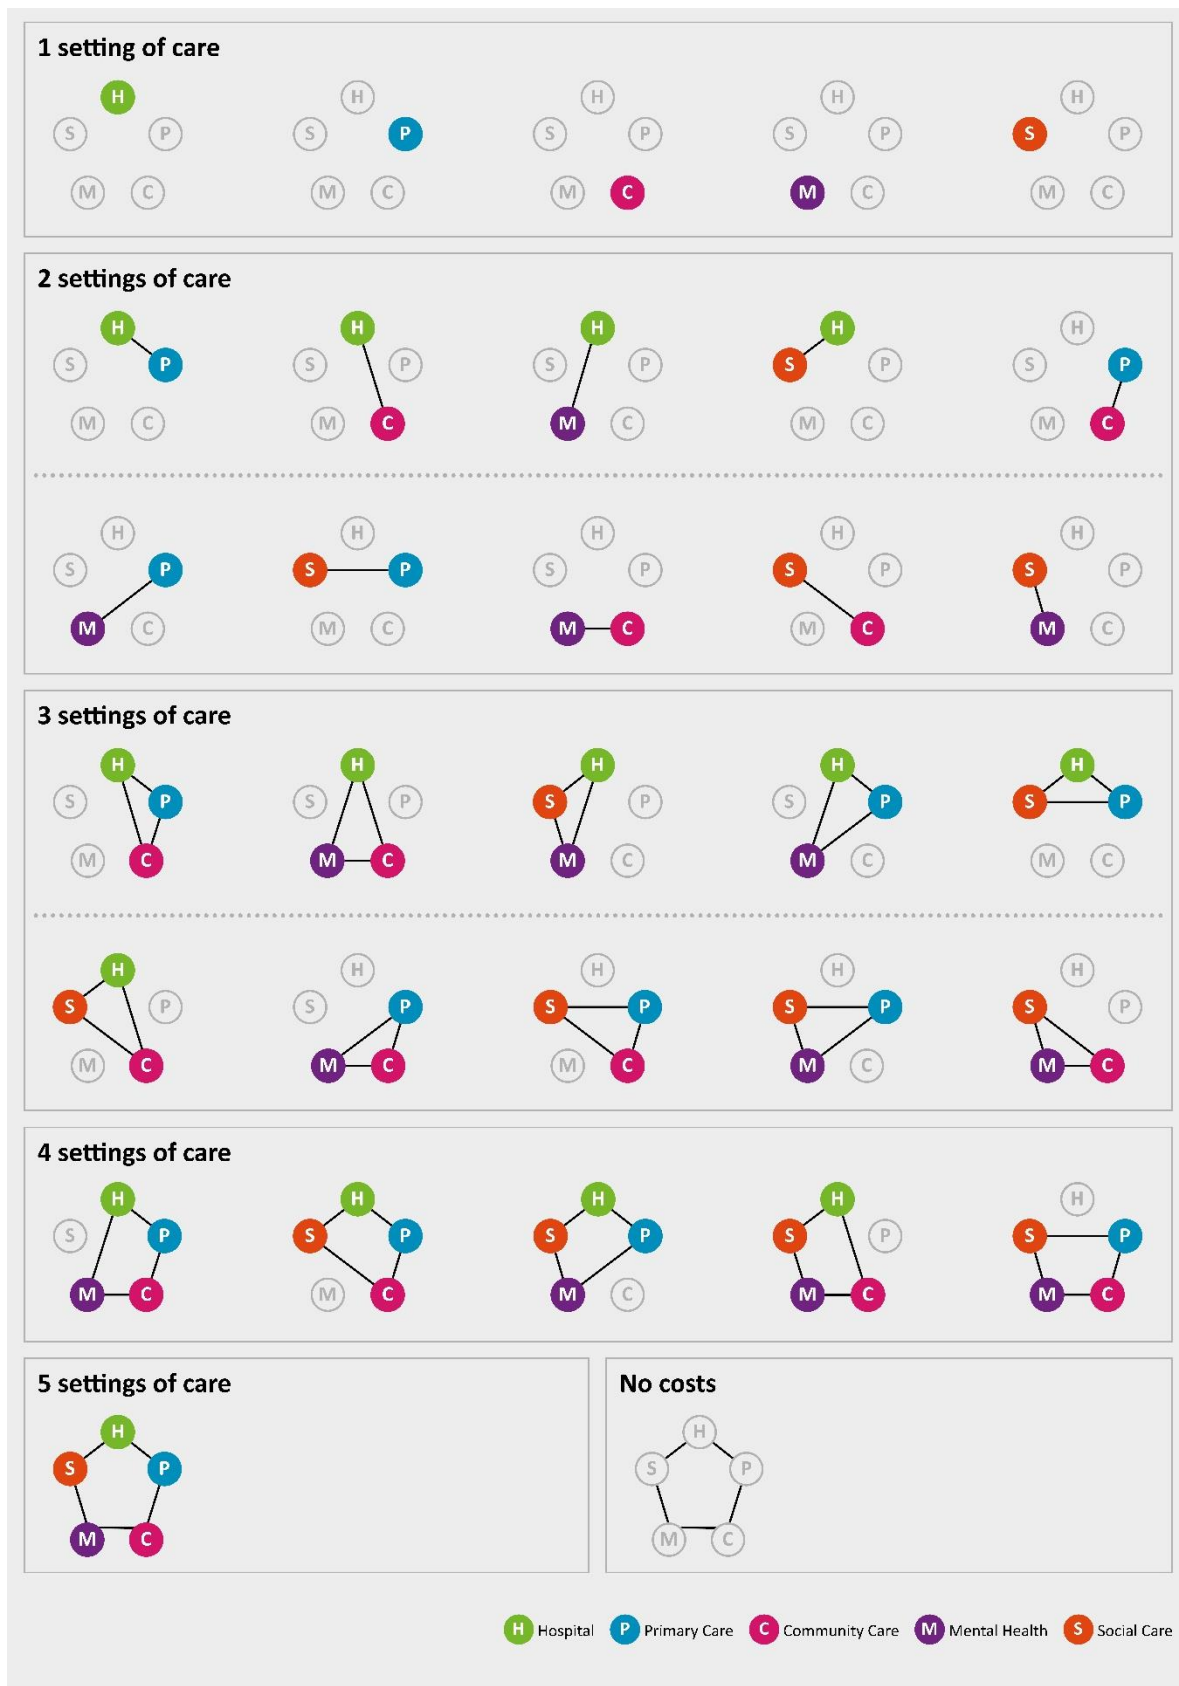 1 setting of care
H H H H H
S P S P S P S P S P
M C M C M C M C M C
2 settings of care
H H H H H
S P S P S P S P S P
M C M C M C M C M C
H H H H H
S P S P S P S P S P
M C M C M C M C M C
3 settings of care
H H H H H
S P S P S P S P S P
M C M C M C M C M C
H H H H H
S P S P S P S P S P
M C M C M C M C M C
4 settings of care
H H H H H
S P S P S P S P S P
M C M C M C M C M C
5 settings of care
H
S P
M C
No costs
H
S P
M C
H Hospital P Primary Care C Community Care M Mental Health S Social Care